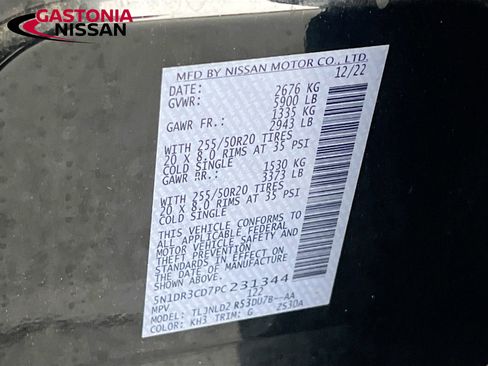 GASTONIA
NISSAN
MFD BY NISSAN MOTOR CO., LTD.
DATE: 12/22
GVWR: 2676 KG
5900 LB
GAWR FR.: 1335 KG
2943 LB
WITH 255/50R20 TIRES
20 X 8.0 RIMS AT 35 PSI
COLD SINGLE
GAWR RR.: 1530 KG
3373 LB
WITH 255/50R20 TIRES
20 X 8.0 RIMS AT 35 PSI
COLD SINGLE
THIS VEHICLE CONFORMS TO
ALL APPLICABLE FEDERAL
MOTOR VEHICLE SAFETY AND
THEFT PREVENTION
STANDARDS IN EFFECT ON
THE DATE OF MANUFACTURE
SHOWN ABOVE.
5N1DR3CD7PC231344
MPV 122
MODEL: TLJNLD2 R53DU7B--AA
COLOR: KH3 TRIM: G 2530A